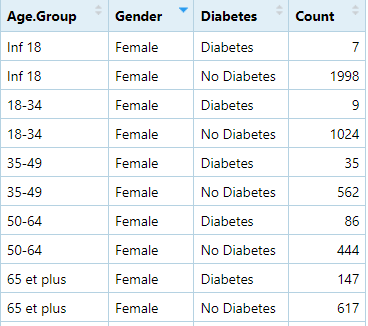 Age.Group Gender Diabetes Count
Inf 18 Female Diabetes 7
Inf 18 Female No Diabetes 1998
18-34 Female Diabetes 9
18-34 Female No Diabetes 1024
35-49 Female Diabetes 35
35-49 Female No Diabetes 562
50-64 Female Diabetes 86
50-64 Female No Diabetes 444
65 et plus Female Diabetes 147
65 et plus Female No Diabetes 617